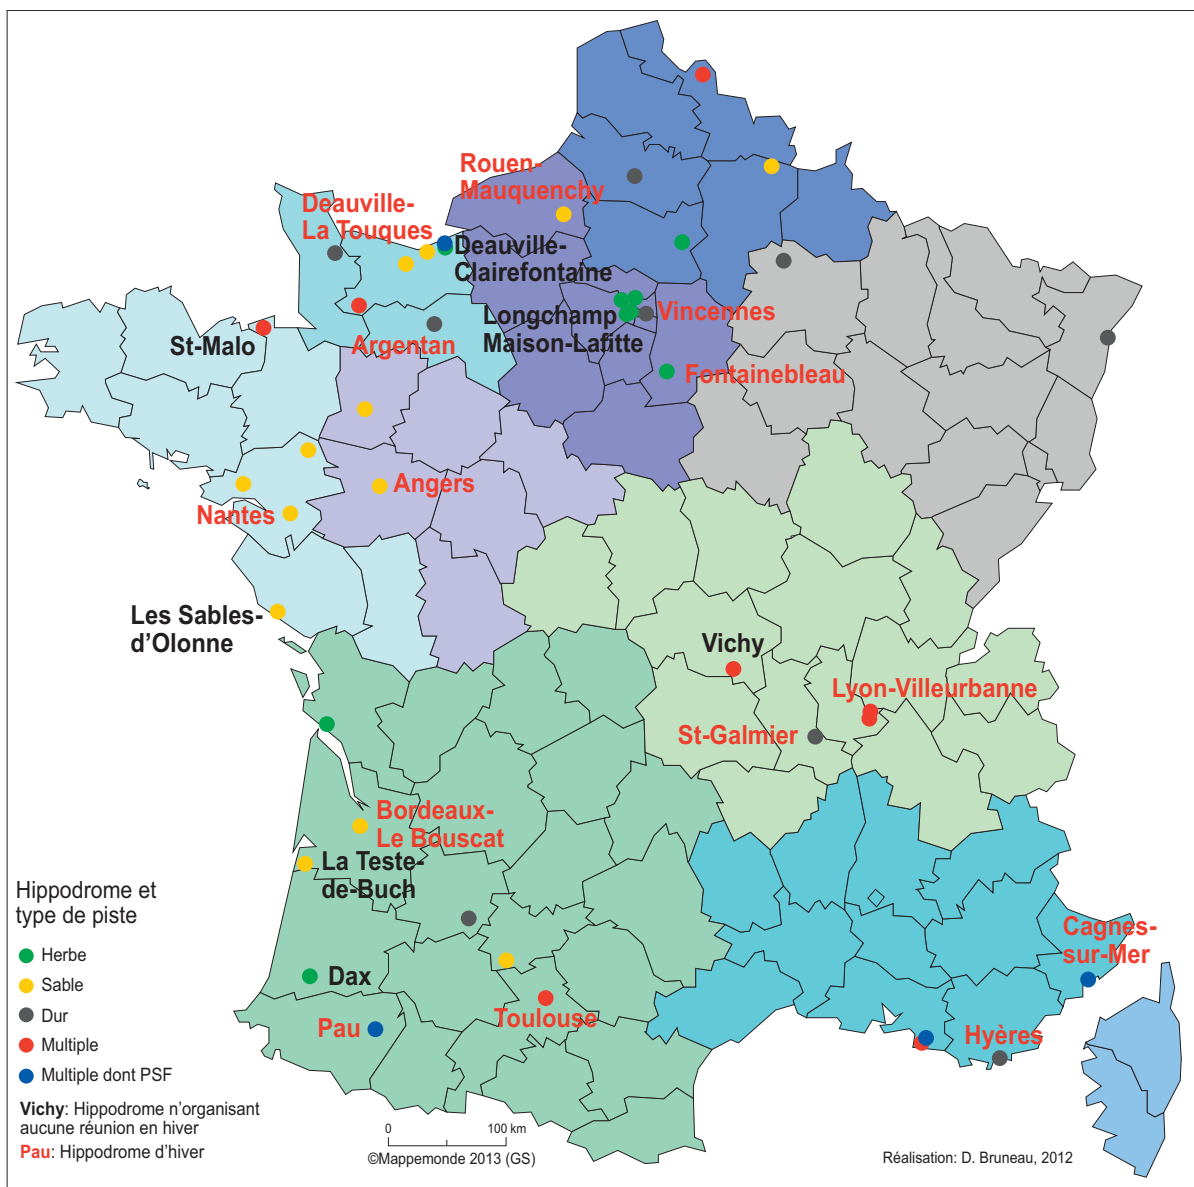 Rouen-
Mauquenchy
Deauville-
La Touques
Deauville-
Clairefontaine
St-Malo
Argentan
Longchamp
Maison-Lafitte
Vincennes
Fontainebleau
Angers
Nantes
Les Sables-
d'Olonne
Vichy
Lyon-Villeurbanne
St-Galmier
Bordeaux-
Le Bouscat
La Teste-
de-Buch
Dax
Pau
Toulouse
Cagnes-
sur-Mer
Hyères
Hippodrome et
type de piste
Herbe
Sable
Dur
Multiple
Multiple dont PSF
Vichy: Hippodrome n'organisant
aucune réunion en hiver
Pau: Hippodrome d'hiver
0 100 km
©Mappemonde 2013 (GS)
Réalisation: D. Bruneau, 2012